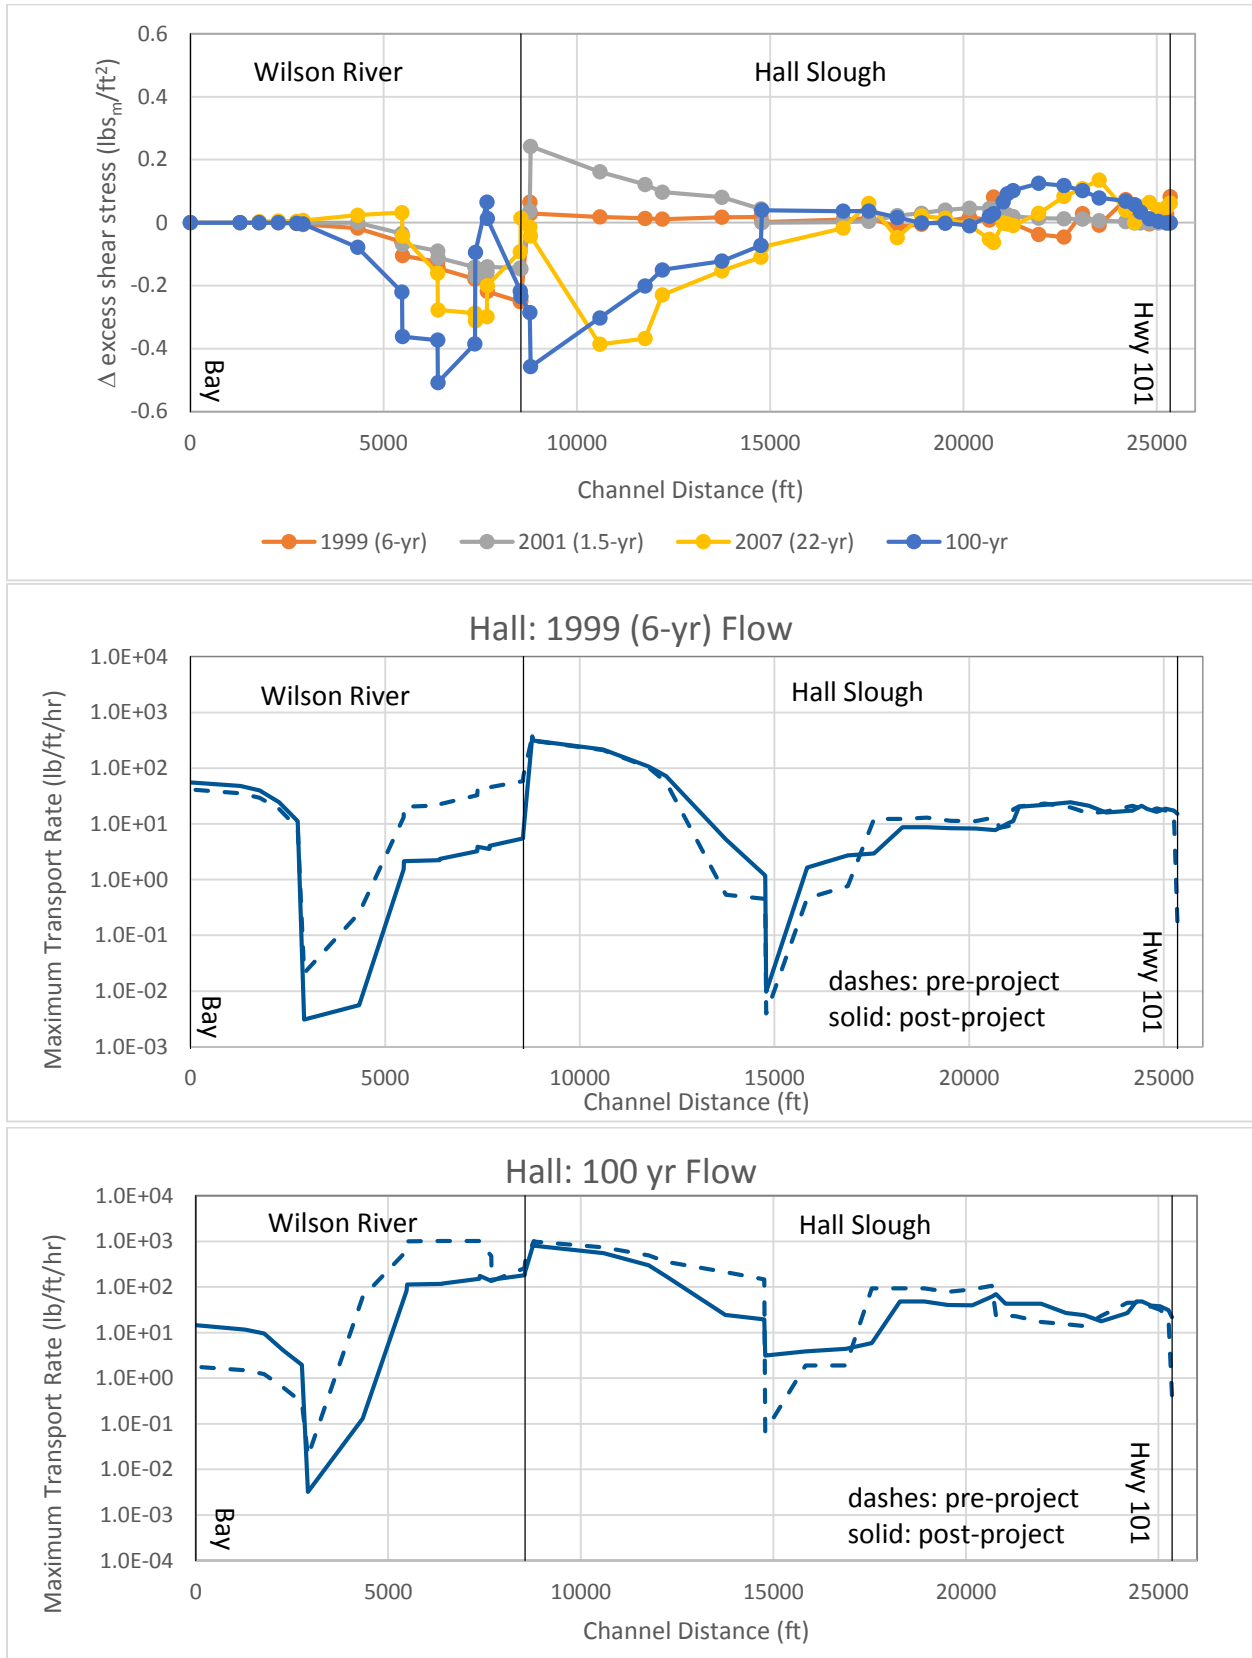 0.6
0.4
0.2
0
-0.2
-0.4
-0.6
Δ excess shear stress (lbsm/ft²)
Wilson River
Hall Slough
Bay
Hwy 101
0 5000 10000 15000 20000 25000
Channel Distance (ft)
1999 (6-yr) 2001 (1.5-yr) 2007 (22-yr) 100-yr
Hall: 1999 (6-yr) Flow
1.0E+04
1.0E+03
1.0E+02
1.0E+01
1.0E+00
1.0E-01
1.0E-02
1.0E-03
Maximum Transport Rate (lb/ft/hr)
Wilson River
Hall Slough
dashes: pre-project
solid: post-project
Bay
Hwy 101
0 5000 10000 15000 20000 25000
Channel Distance (ft)
Hall: 100 yr Flow
1.0E+04
1.0E+03
1.0E+02
1.0E+01
1.0E+00
1.0E-01
1.0E-02
1.0E-03
1.0E-04
Maximum Transport Rate (lb/ft/hr)
Wilson River
Hall Slough
dashes: pre-project
solid: post-project
Bay
Hwy 101
0 5000 10000 15000 20000 25000
Channel Distance (ft)